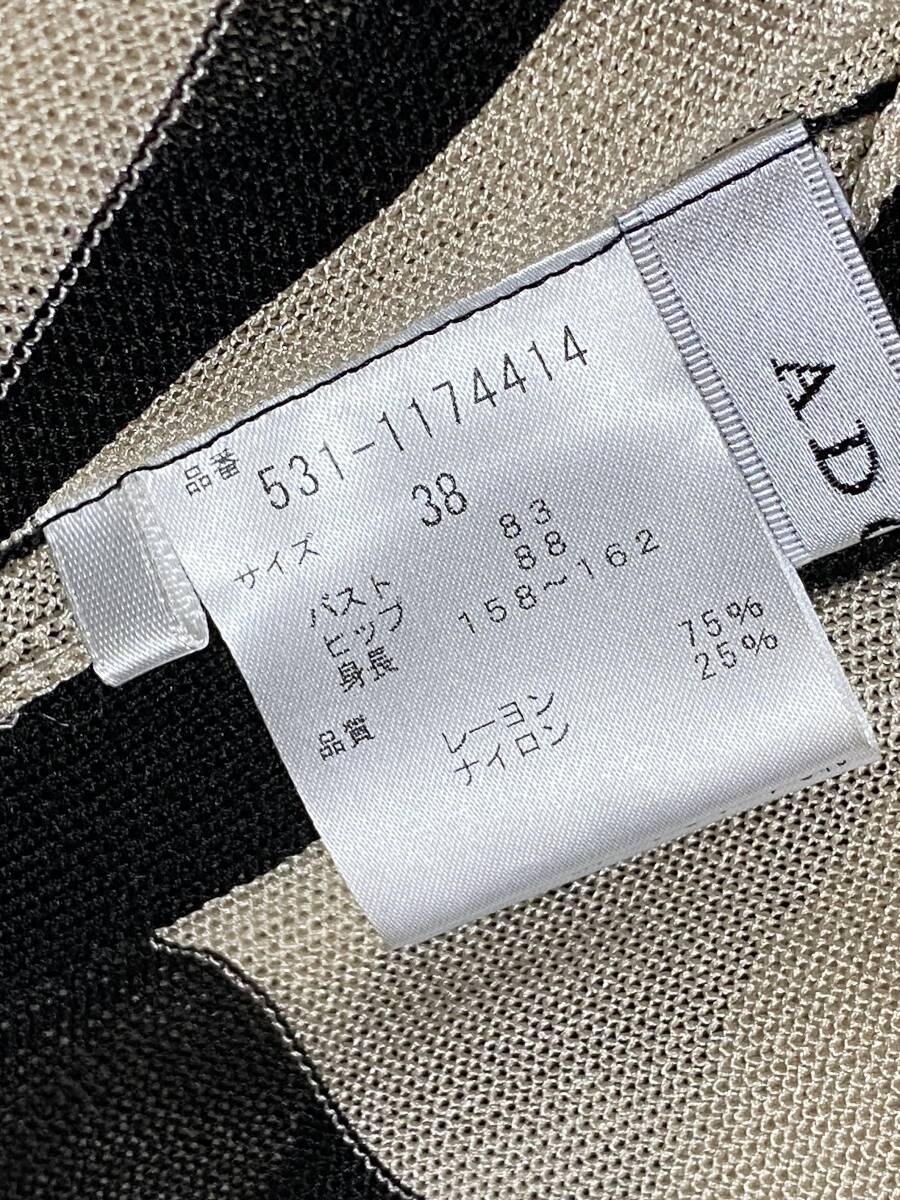 品番 531-1174414
サイズ 38
バスト 83
ヒップ 88
身長 158～162
品質 レーヨン 75%
ナイロン 25%
AD